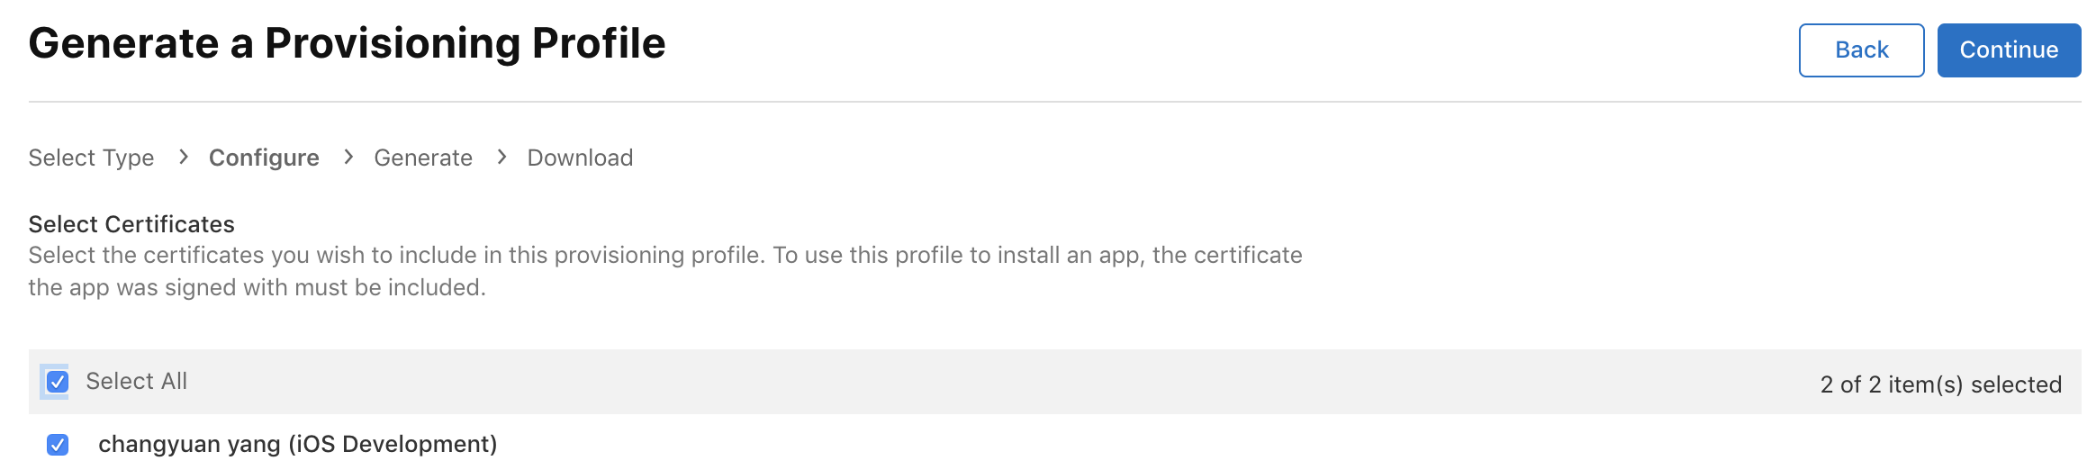 Generate a Provisioning Profile
Back
Continue
Select Type > Configure > Generate > Download
Select Certificates
Select the certificates you wish to include in this provisioning profile. To use this profile to install an app, the certificate
the app was signed with must be included.
Select All
2 of 2 item(s) selected
changyuan yang (iOS Development)